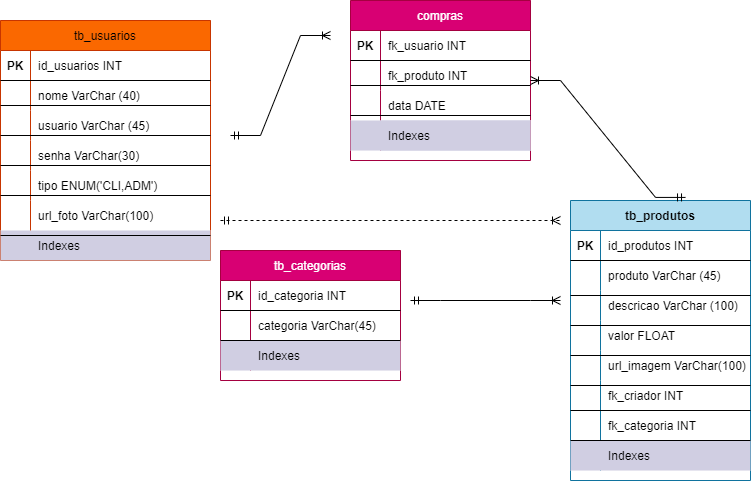 tb_usuarios
PK id_usuarios INT
nome VarChar (40)
usuario VarChar (45)
senha VarChar(30)
tipo ENUM('CLI,ADM')
url_foto VarChar(100)
Indexes
compras
PK fk_usuario INT
fk_produto INT
data DATE
Indexes
tb_categorias
PK id_categoria INT
categoria VarChar(45)
Indexes
tb_produtos
PK id_produtos INT
produto VarChar (45)
descricao VarChar (100)
valor FLOAT
url_imagem VarChar(100)
fk_criador INT
fk_categoria INT
Indexes